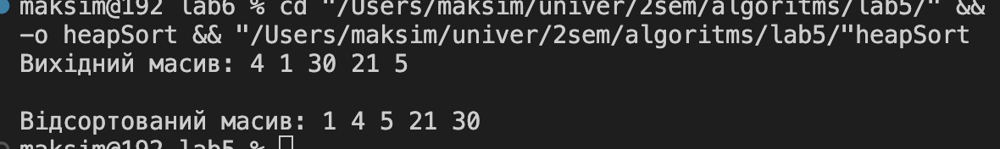 maksim@192 lab6 % cd "/Users/maksim/univer/2sem/algoritms/lab5/" &&
-o heapSort && "/Users/maksim/univer/2sem/algoritms/lab5/"heapSort
Вихідний масив: 4 1 30 21 5
Відсортований масив: 1 4 5 21 30
maksim@192 lab5 %